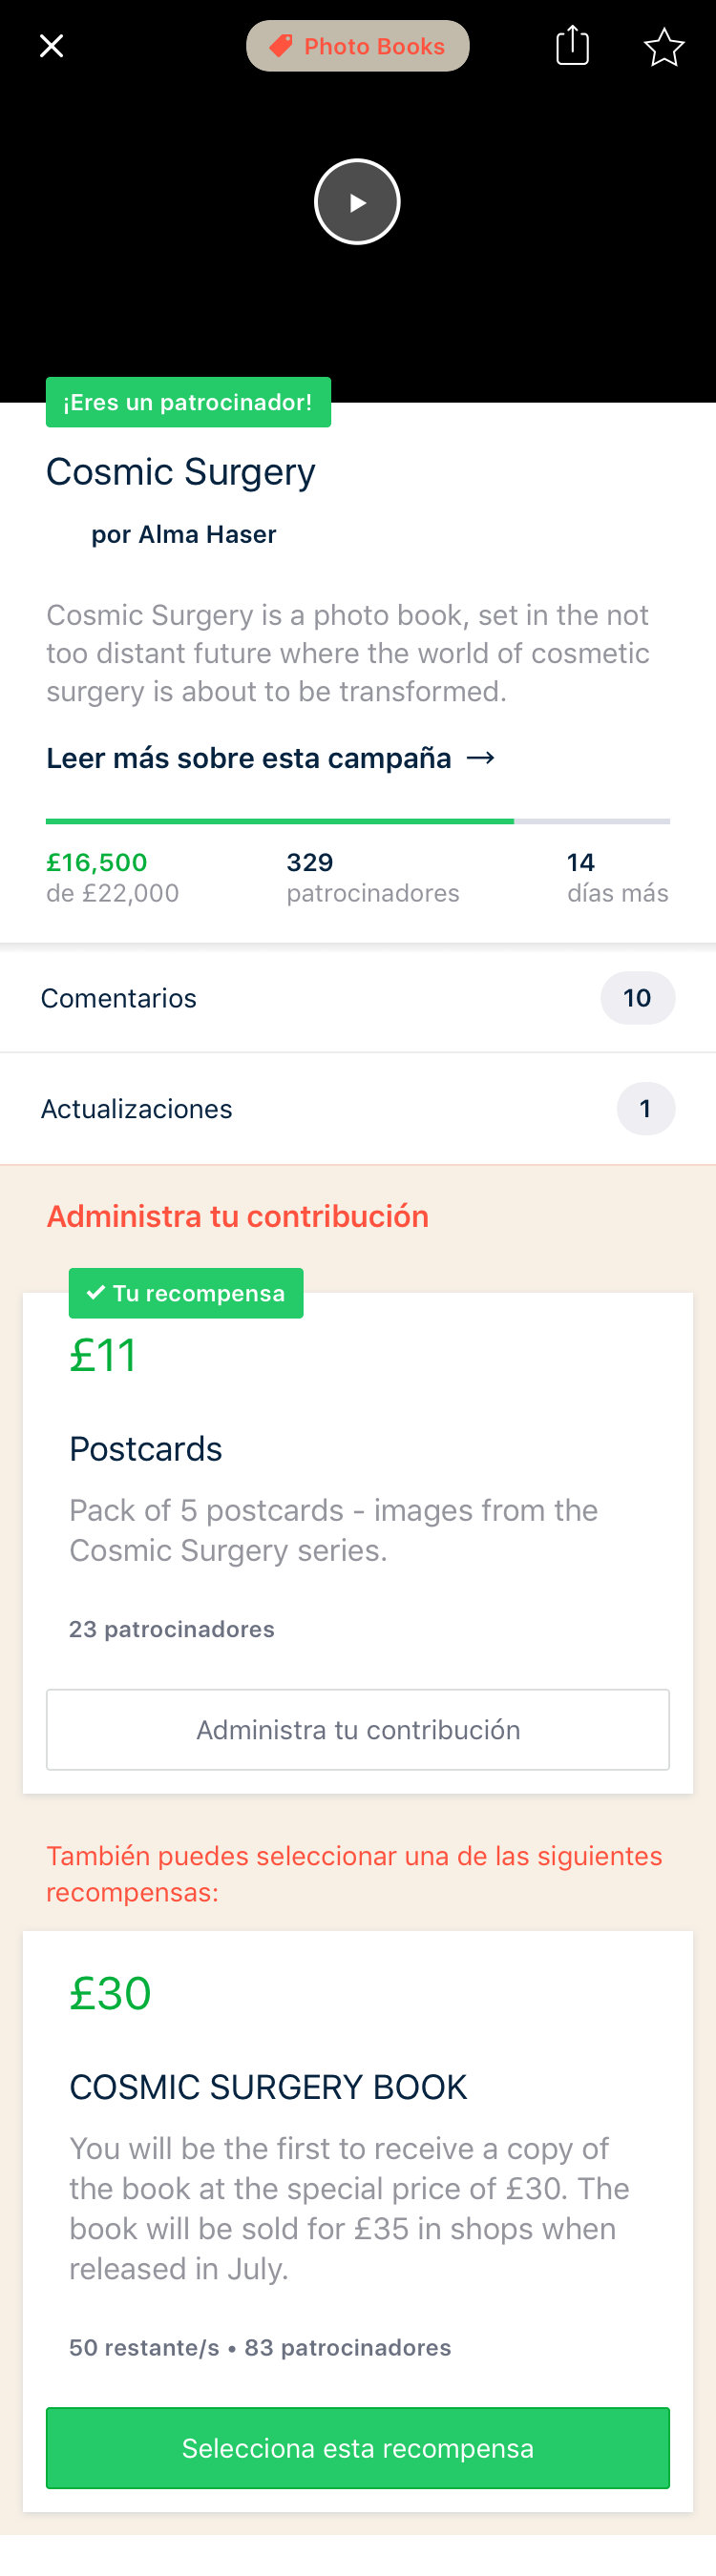 Photo Books
¡Eres un patrocinador!
Cosmic Surgery
por Alma Haser
Cosmic Surgery is a photo book, set in the not
too distant future where the world of cosmetic
surgery is about to be transformed.
Leer más sobre esta campaña →
£16,500 329 14
de £22,000 patrocinadores días más
Comentarios 10
Actualizaciones 1
Administra tu contribución
✓ Tu recompensa
£11
Postcards
Pack of 5 postcards - images from the
Cosmic Surgery series.
23 patrocinadores
Administra tu contribución
También puedes seleccionar una de las siguientes
recompensas:
£30
COSMIC SURGERY BOOK
You will be the first to receive a copy of
the book at the special price of £30. The
book will be sold for £35 in shops when
released in July.
50 restante/s • 83 patrocinadores
Selecciona esta recompensa